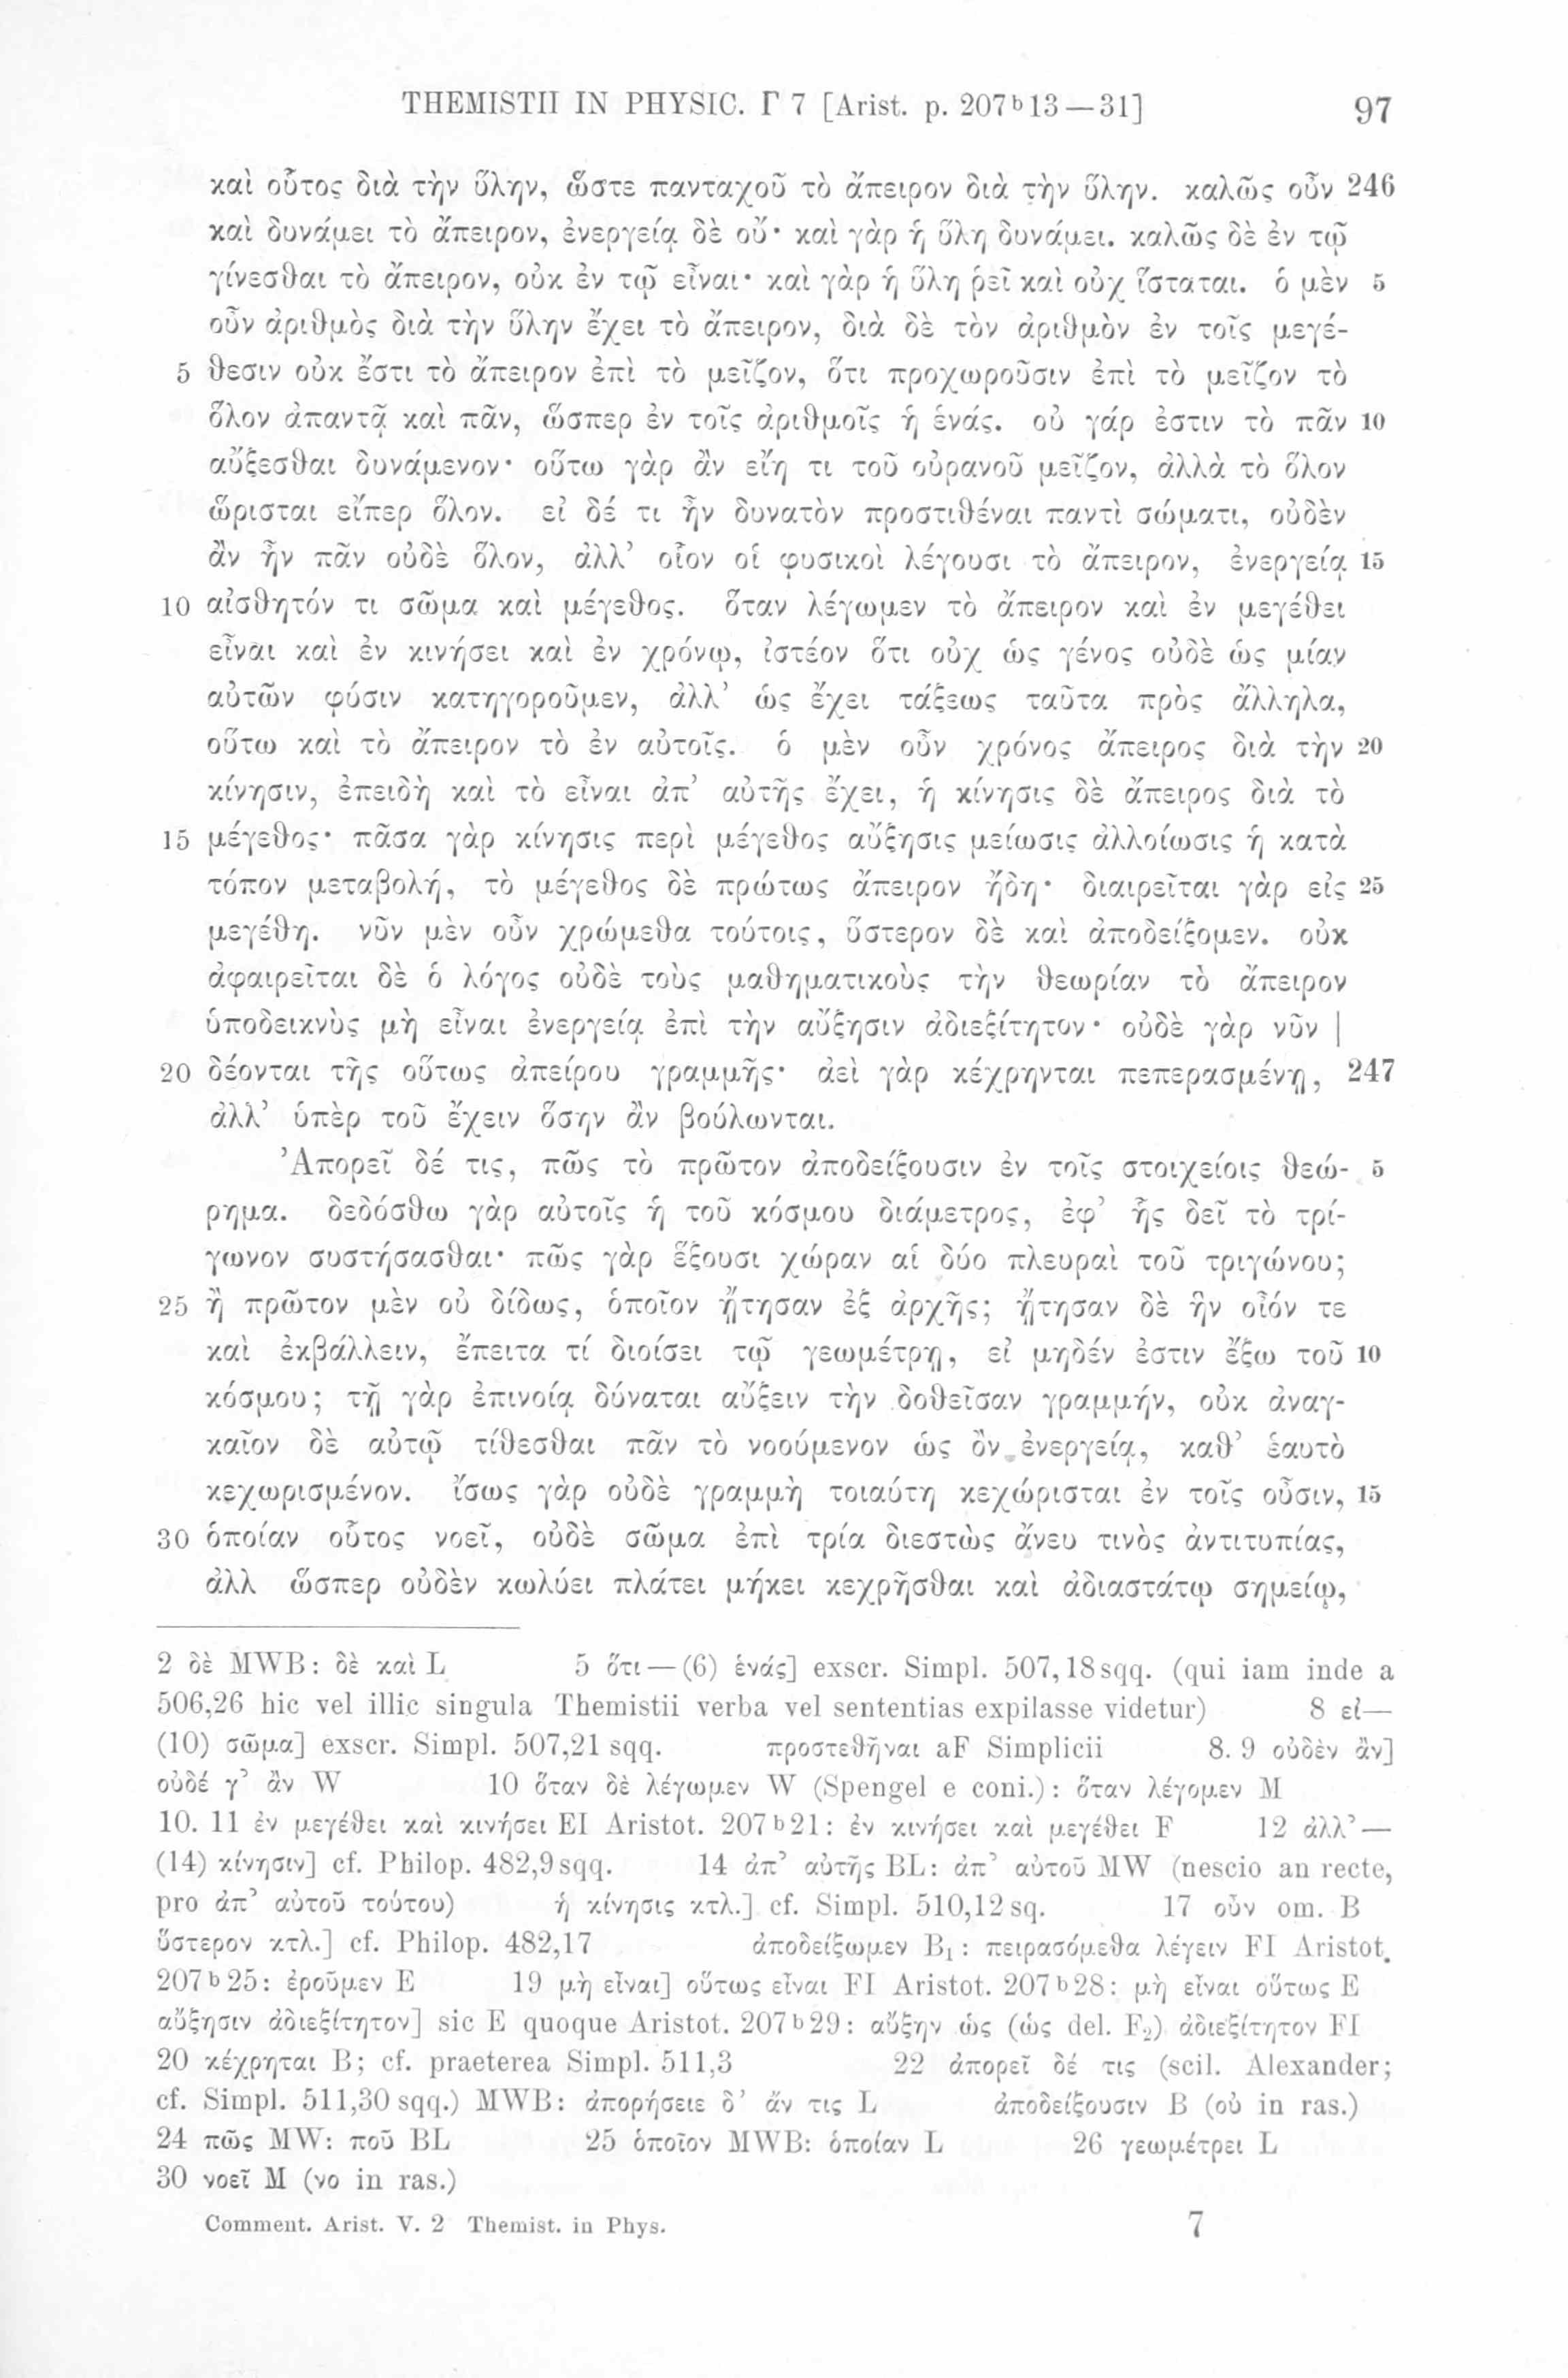 THEMISTII IN PHYSIC. Γ 7 [Arist. p. 207ᵇ13—31] 97
καὶ οὗτος διὰ τὴν ὕλην, ὥστε πανταχοῦ τὸ ἄπειρον διὰ τὴν ὕλην. καλῶς οὖν 246
καὶ δυνάμει τὸ ἄπειρον, ἐνεργείᾳ δὲ οὔ· καὶ γὰρ ἡ ὕλη δυνάμει. καλῶς δὲ ἐν τῷ
γίνεσθαι τὸ ἄπειρον, οὐκ ἐν τῷ εἶναι· καὶ γὰρ ἡ ὕλη ῥεῖ καὶ οὐχ ἵσταται. ὁ μὲν 5
οὖν ἀριθμὸς διὰ τὴν ὕλην ἔχει τὸ ἄπειρον, διὰ δὲ τὸν ἀριθμὸν ἐν τοῖς μεγέ-
5 θεσιν οὐκ ἔστι τὸ ἄπειρον ἐπὶ τὸ μεῖζον, ὅτι προχωροῦσιν ἐπὶ τὸ μεῖζον τὸ
ὅλον ἀπαντᾷ καὶ πᾶν, ὥσπερ ἐν τοῖς ἀριθμοῖς ἡ ἑνάς. οὐ γάρ ἐστιν τὸ πᾶν 10
αὔξεσθαι δυνάμενον· οὕτω γὰρ ἂν εἴη τι τοῦ οὐρανοῦ μεῖζον, ἀλλὰ τὸ ὅλον
ὥρισται εἴπερ ὅλον. εἰ δέ τι ἦν δυνατὸν προστιθέναι παντὶ σώματι, οὐδὲν
ἂν ἦν πᾶν οὐδὲ ὅλον, ἀλλ’ οἷον οἱ φυσικοὶ λέγουσι τὸ ἄπειρον, ἐνεργείᾳ 15
10 αἰσθητόν τι σῶμα καὶ μέγεθος. ὅταν λέγωμεν τὸ ἄπειρον καὶ ἐν μεγέθει
εἶναι καὶ ἐν κινήσει καὶ ἐν χρόνῳ, ἰστέον ὅτι οὐχ ὡς γένος οὐδὲ ὡς μίαν
αὐτῶν φύσιν κατηγοροῦμεν, ἀλλ’ ὡς ἔχει τάξεως ταῦτα πρὸς ἄλληλα,
οὕτω καὶ τὸ ἄπειρον τὸ ἐν αὐτοῖς. ὁ μὲν οὖν χρόνος ἄπειρος διὰ τὴν 20
κίνησιν, ἐπειδὴ καὶ τὸ εἶναι ἀπ’ αὐτῆς ἔχει, ἡ κίνησις δὲ ἄπειρος διὰ τὸ
15 μέγεθος· πᾶσα γὰρ κίνησις περὶ μέγεθος αὔξησις μείωσις ἀλλοίωσις ἡ κατὰ
τόπον μεταβολή, τὸ μέγεθος δὲ πρώτως ἄπειρον ἤδη· διαιρεῖται γὰρ εἰς 25
μεγέθη. νῦν μὲν οὖν χρώμεθα τούτοις, ὕστερον δὲ καὶ ἀποδείξομεν. οὐκ
ἀφαιρεῖται δὲ ὁ λόγος οὐδὲ τοὺς μαθηματικοὺς τὴν θεωρίαν τὸ ἄπειρον
ὑποδεικνὺς μὴ εἶναι ἐνεργείᾳ ἐπὶ τὴν αὔξησιν ἀδιεξίτητον· οὐδὲ γὰρ νῦν |
20 δέονται τῆς οὕτως ἀπείρου γραμμῆς· ἀεὶ γὰρ κέχρηνται πεπερασμένῃ, 247
ἀλλ’ ὑπὲρ τοῦ ἔχειν ὅσην ἂν βούλωνται.
Ἀπορεῖ δέ τις, πῶς τὸ πρῶτον ἀποδείξουσιν ἐν τοῖς στοιχείοις θεώ- 5
ρημα. δεδόσθω γὰρ αὐτοῖς ἡ τοῦ κόσμου διάμετρος, ἐφ’ ἧς δεῖ τὸ τρί-
γωνον συστήσασθαι· πῶς γὰρ ἕξουσι χώραν αἱ δύο πλευραὶ τοῦ τριγώνου;
25 ἢ πρῶτον μὲν οὐ δίδως, ὁποῖον ᾔτησαν ἐξ ἀρχῆς; ᾔτησαν δὲ ἣν οἷόν τε
καὶ ἐκβάλλειν, ἔπειτα τί διοίσει τῷ γεωμέτρῃ, εἰ μηδέν ἐστιν ἔξω τοῦ 10
κόσμου; τῇ γὰρ ἐπινοίᾳ δύναται αὔξειν τὴν δοθεῖσαν γραμμήν, οὐκ ἀναγ-
καῖον δὲ αὐτῷ τίθεσθαι πᾶν τὸ νοούμενον ὡς ὂν ἐνεργείᾳ, καθ’ ἑαυτὸ
κεχωρισμένον. ἴσως γὰρ οὐδὲ γραμμὴ τοιαύτη κεχώρισται ἐν τοῖς οὖσιν, 15
30 ὁποίαν οὗτος νοεῖ, οὐδὲ σῶμα ἐπὶ τρία διεστὼς ἄνευ τινὸς ἀντιτυπίας,
ἀλλ ὥσπερ οὐδὲν κωλύει πλάτει μήκει κεχρῆσθαι καὶ ἀδιαστάτῳ σημείῳ,
2 δὲ MWB: δὲ καὶ L 5 ὅτι—(6) ἑνάς] exscr. Simpl. 507,18 sqq. (qui iam inde a
506,26 hic vel illic singula Themistii verba vel sententias expilasse videtur) 8 εἰ—
(10) σῶμα] exscr. Simpl. 507,21 sqq. προστεθῆναι aF Simplicii 8. 9 οὐδὲν ἂν]
οὐδέ γ’ ἂν W 10 ὅταν δὲ λέγωμεν W (Spengel e coni.): ὅταν λέγομεν M
10. 11 ἐν μεγέθει καὶ κινήσει EI Aristot. 207ᵇ21: ἐν κινήσει καὶ μεγέθει F 12 ἀλλ’—
(14) κίνησιν] cf. Philop. 482,9 sqq. 14 ἀπ’ αὐτῆς BL: ἀπ’ αὐτοῦ MW (nescio an recte,
pro ἀπ’ αὐτοῦ τούτου) ἡ κίνησις κτλ.] cf. Simpl. 510,12 sq. 17 οὖν om. B
ὕστερον κτλ.] cf. Philop. 482,17 ἀποδείξωμεν B₁: πειρασόμεθα λέγειν FI Aristot.
207ᵇ25: ἐροῦμεν E 19 μὴ εἶναι] οὕτως εἶναι FI Aristot. 207ᵇ28: μὴ εἶναι οὕτως E
αὔξησιν ἀδιεξίτητον] sic E quoque Aristot. 207ᵇ29: αὔξην ὡς (ὡς del. F₂) ἀδιεξίτητον FI
20 κέχρηται B; cf. praeterea Simpl. 511,3 22 ἀπορεῖ δέ τις (scil. Alexander;
cf. Simpl. 511,30 sqq.) MWB: ἀπορήσειε δ’ ἄν τις L ἀποδείξουσιν B (οὐ in ras.)
24 πῶς MW: ποῦ BL 25 ὁποῖον MWB: ὁποίαν L 26 γεωμέτρει L
30 νοεῖ M (νο in ras.)
Comment. Arist. V. 2 Themist. in Phys. 7